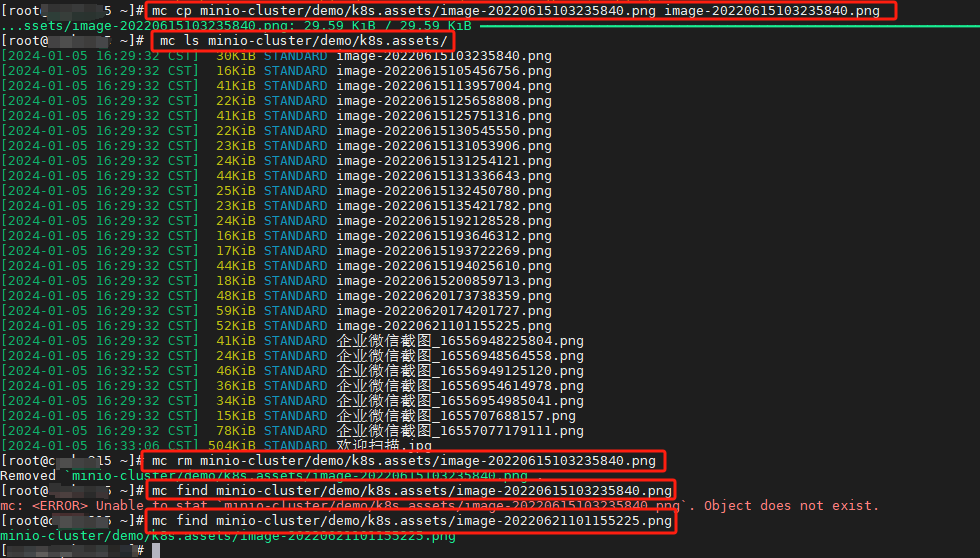 [root@ 5 ~]# mc cp minio-cluster/demo/k8s.assets/image-20220615103235840.png image-20220615103235840.png
...ssets/image-20220615103235840.png: 29.59 KiB / 29.59 KiB
[root@ ~]# mc ls minio-cluster/demo/k8s.assets/
[2024-01-05 16:29:32 CST]  30KiB STANDARD image-20220615103235840.png
[2024-01-05 16:29:32 CST]  16KiB STANDARD image-20220615105456756.png
[2024-01-05 16:29:32 CST]  41KiB STANDARD image-20220615113957004.png
[2024-01-05 16:29:32 CST]  22KiB STANDARD image-20220615125658808.png
[2024-01-05 16:29:32 CST]  41KiB STANDARD image-20220615125751316.png
[2024-01-05 16:29:32 CST]  22KiB STANDARD image-20220615130545550.png
[2024-01-05 16:29:32 CST]  23KiB STANDARD image-20220615131053906.png
[2024-01-05 16:29:32 CST]  24KiB STANDARD image-20220615131254121.png
[2024-01-05 16:29:32 CST]  44KiB STANDARD image-20220615131336643.png
[2024-01-05 16:29:32 CST]  25KiB STANDARD image-20220615132450780.png
[2024-01-05 16:29:32 CST]  23KiB STANDARD image-20220615135421782.png
[2024-01-05 16:29:32 CST]  24KiB STANDARD image-20220615192128528.png
[2024-01-05 16:29:32 CST]  16KiB STANDARD image-20220615193646312.png
[2024-01-05 16:29:32 CST]  17KiB STANDARD image-20220615193722269.png
[2024-01-05 16:29:32 CST]  44KiB STANDARD image-20220615194025610.png
[2024-01-05 16:29:32 CST]  18KiB STANDARD image-20220615200859713.png
[2024-01-05 16:29:32 CST]  48KiB STANDARD image-20220620173738359.png
[2024-01-05 16:29:32 CST]  59KiB STANDARD image-20220620174201727.png
[2024-01-05 16:29:32 CST]  52KiB STANDARD image-20220621101155225.png
[2024-01-05 16:29:32 CST]  41KiB STANDARD 企业微信截图_16556948225804.png
[2024-01-05 16:29:32 CST]  24KiB STANDARD 企业微信截图_16556948564558.png
[2024-01-05 16:32:52 CST]  46KiB STANDARD 企业微信截图_16556949125120.png
[2024-01-05 16:29:32 CST]  36KiB STANDARD 企业微信截图_16556954614978.png
[2024-01-05 16:29:32 CST]  34KiB STANDARD 企业微信截图_16556954985041.png
[2024-01-05 16:29:32 CST]  15KiB STANDARD 企业微信截图_1655707688157.png
[2024-01-05 16:29:32 CST]  78KiB STANDARD 企业微信截图_16557077179111.png
[2024-01-05 16:33:06 CST] 504KiB STANDARD 欢迎扫描.jpg
[root@c 215 ~]# mc rm minio-cluster/demo/k8s.assets/image-20220615103235840.png
Removed `minio-cluster/demo/k8s.assets/image-20220615103235840.png`.
[root@ ~]# mc find minio-cluster/demo/k8s.assets/image-20220615103235840.png
mc: <ERROR> Unable to stat `minio-cluster/demo/k8s.assets/image-20220615103235840.png`. Object does not exist.
[root@ ~]# mc find minio-cluster/demo/k8s.assets/image-20220621101155225.png
minio-cluster/demo/k8s.assets/image-20220621101155225.png
[ ]#